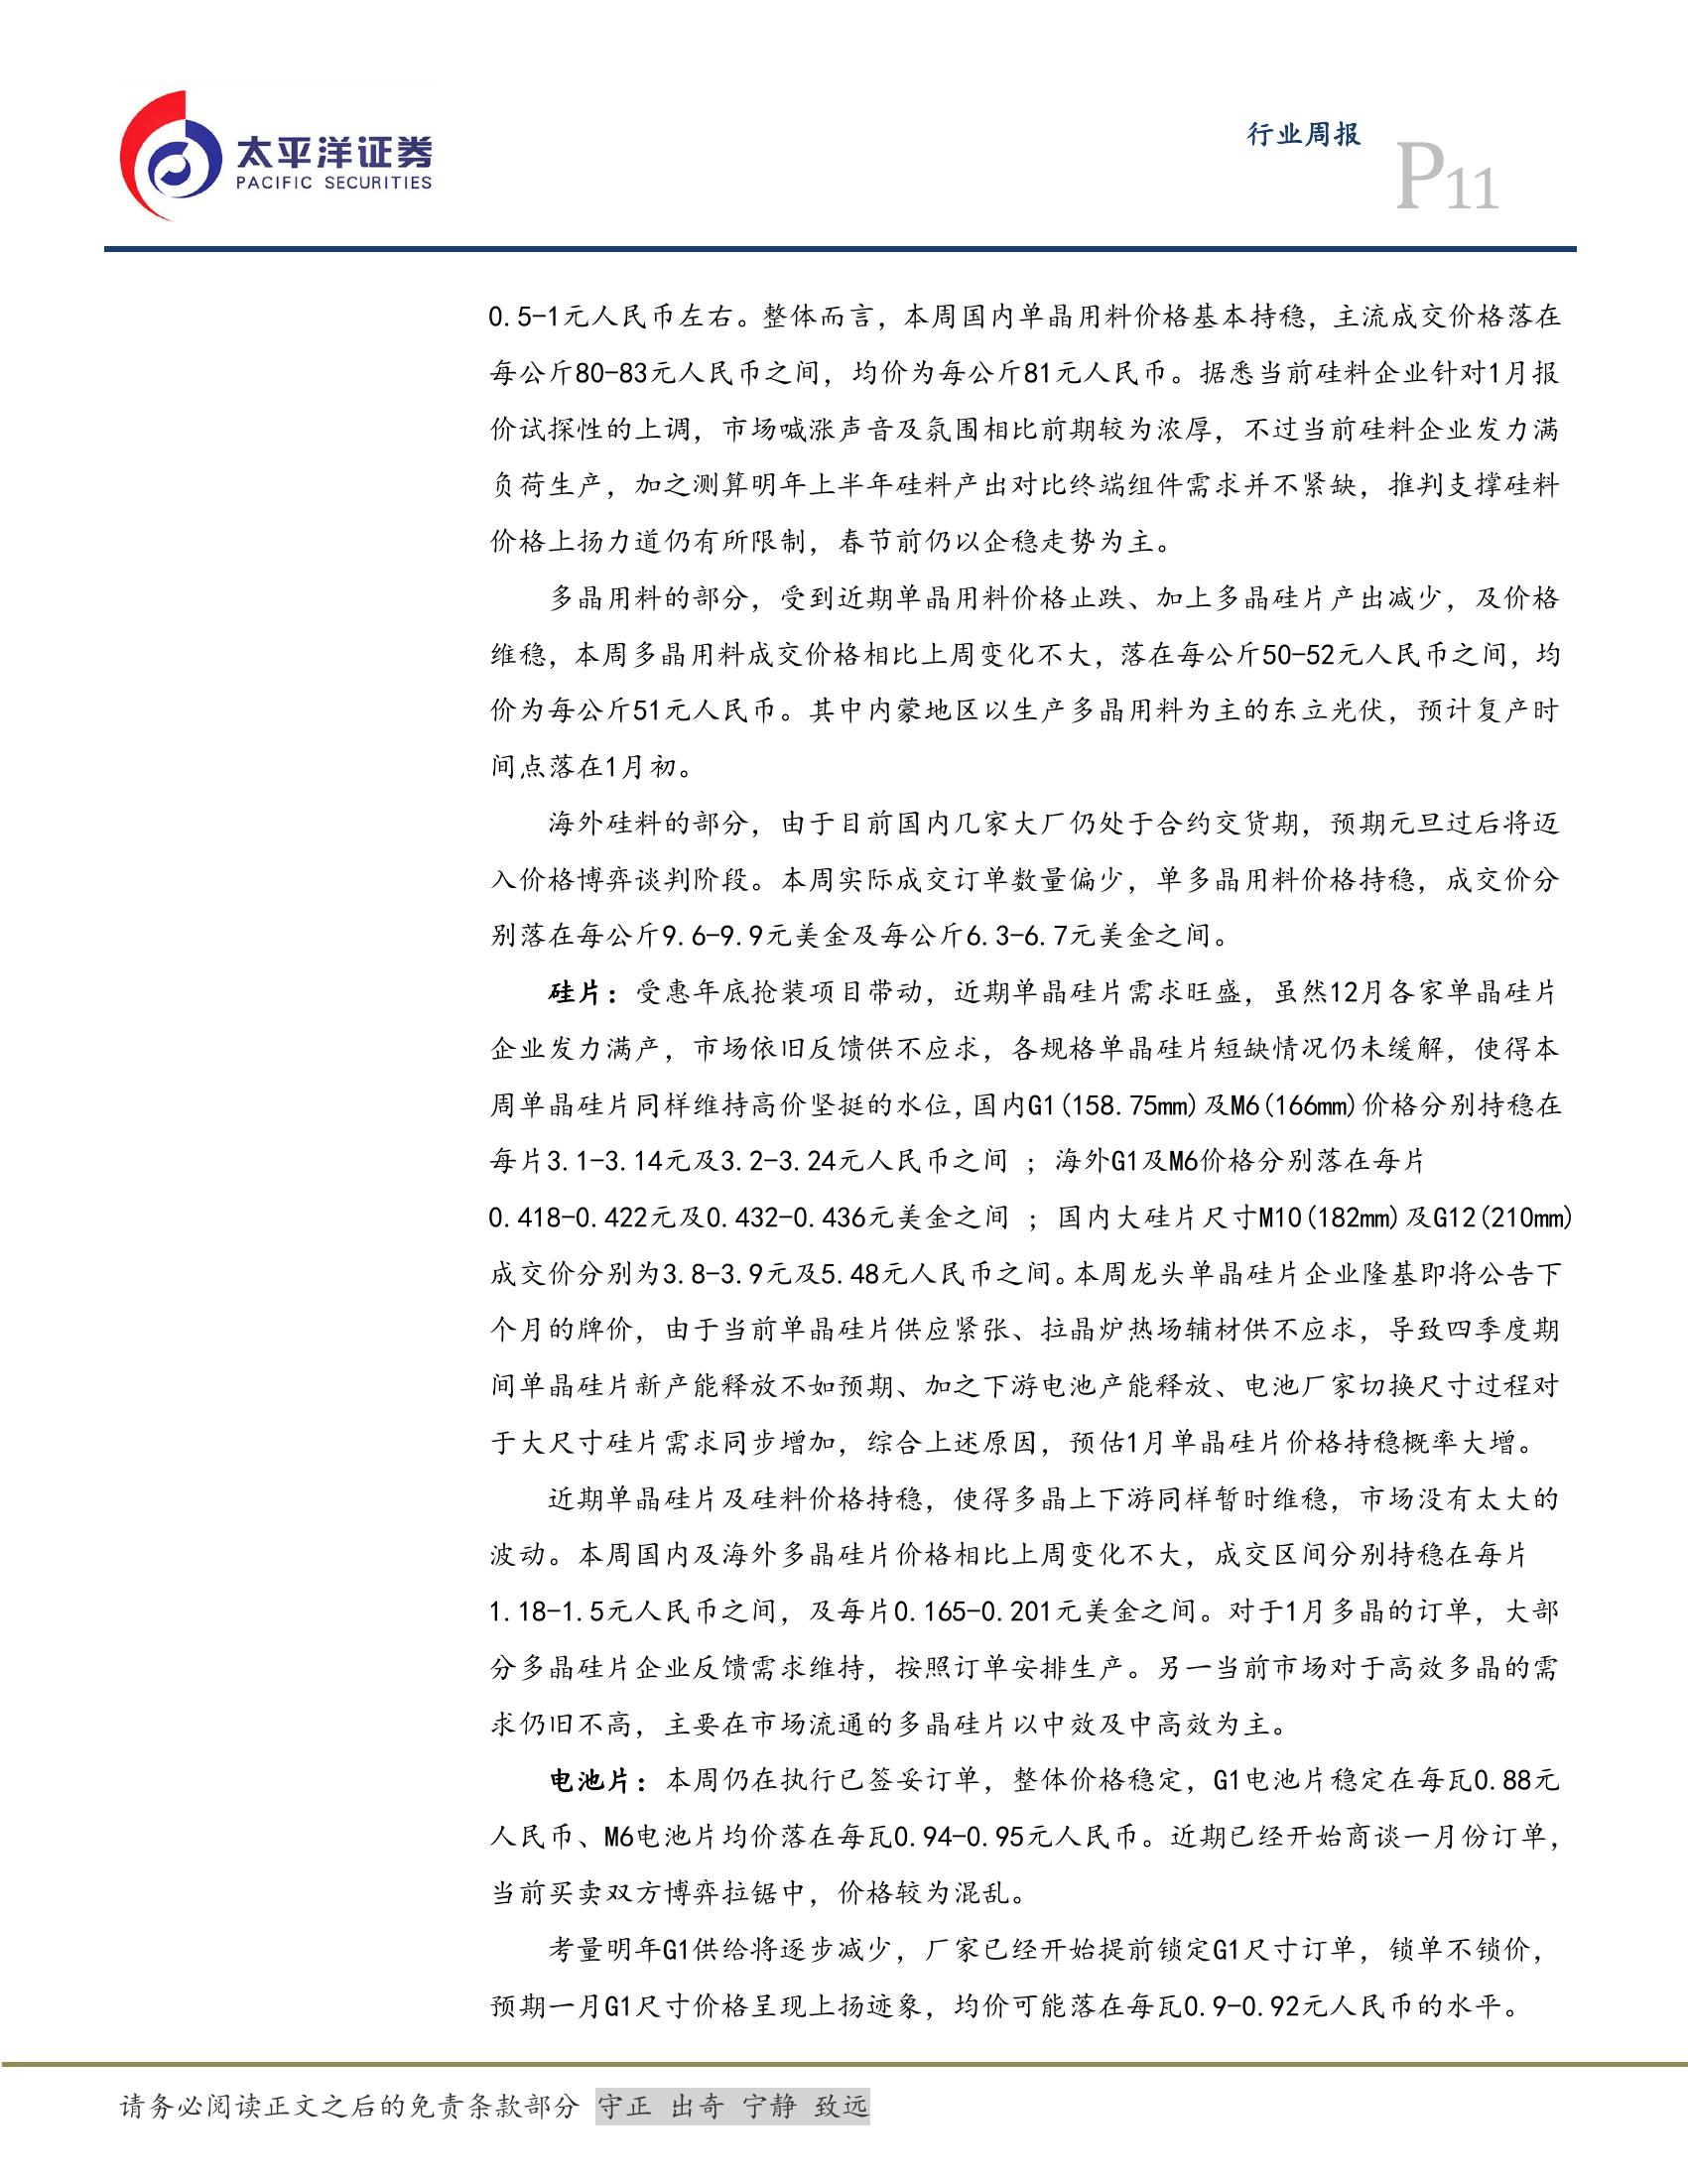 太平洋证券
PACIFIC SECURITIES
行业周报
P11
0.5-1元人民币左右。整体而言，本周国内单晶用料价格基本持稳，主流成交价格落在
每公斤80-83元人民币之间，均价为每公斤81元人民币。据悉当前硅料企业针对1月报
价试探性的上调，市场喊涨声音及氛围相比前期较为浓厚，不过当前硅料企业发力满
负荷生产，加之测算明年上半年硅料产出对比终端组件需求并不紧缺，推判支撑硅料
价格上扬力道仍有所限制，春节前仍以企稳走势为主。
多晶用料的部分，受到近期单晶用料价格止跌、加上多晶硅片产出减少，及价格
维稳，本周多晶用料成交价格相比上周变化不大，落在每公斤50-52元人民币之间，均
价为每公斤51元人民币。其中内蒙地区以生产多晶用料为主的东立光伏，预计复产时
间点落在1月初。
海外硅料的部分，由于目前国内几家大厂仍处于合约交货期，预期元旦过后将迈
入价格博弈谈判阶段。本周实际成交订单数量偏少，单多晶用料价格持稳，成交价分
别落在每公斤9.6-9.9元美金及每公斤6.3-6.7元美金之间。
硅片：受惠年底抢装项目带动，近期单晶硅片需求旺盛，虽然12月各家单晶硅片
企业发力满产，市场依旧反馈供不应求，各规格单晶硅片短缺情况仍未缓解，使得本
周单晶硅片同样维持高价坚挺的水位，国内G1(158.75mm)及M6(166mm)价格分别持稳在
每片3.1-3.14元及3.2-3.24元人民币之间 ；海外G1及M6价格分别落在每片
0.418-0.422元及0.432-0.436元美金之间 ；国内大硅片尺寸M10(182mm)及G12(210mm)
成交价分别为3.8-3.9元及5.48元人民币之间。本周龙头单晶硅片企业隆基即将公告下
个月的牌价，由于当前单晶硅片供应紧张、拉晶炉热场辅材供不应求，导致四季度期
间单晶硅片新产能释放不如预期、加之下游电池产能释放、电池厂家切换尺寸过程对
于大尺寸硅片需求同步增加，综合上述原因，预估1月单晶硅片价格持稳概率大增。
近期单晶硅片及硅料价格持稳，使得多晶上下游同样暂时维稳，市场没有太大的
波动。本周国内及海外多晶硅片价格相比上周变化不大，成交区间分别持稳在每片
1.18-1.5元人民币之间，及每片0.165-0.201元美金之间。对于1月多晶的订单，大部
分多晶硅片企业反馈需求维持，按照订单安排生产。另一当前市场对于高效多晶的需
求仍旧不高，主要在市场流通的多晶硅片以中效及中高效为主。
电池片：本周仍在执行已签妥订单，整体价格稳定，G1电池片稳定在每瓦0.88元
人民币、M6电池片均价落在每瓦0.94-0.95元人民币。近期已经开始商谈一月份订单，
当前买卖双方博弈拉锯中，价格较为混乱。
考量明年G1供给将逐步减少，厂家已经开始提前锁定G1尺寸订单，锁单不锁价，
预期一月G1尺寸价格呈现上扬迹象，均价可能落在每瓦0.9-0.92元人民币的水平。
请务必阅读正文之后的免责条款部分 守正 出奇 宁静 致远